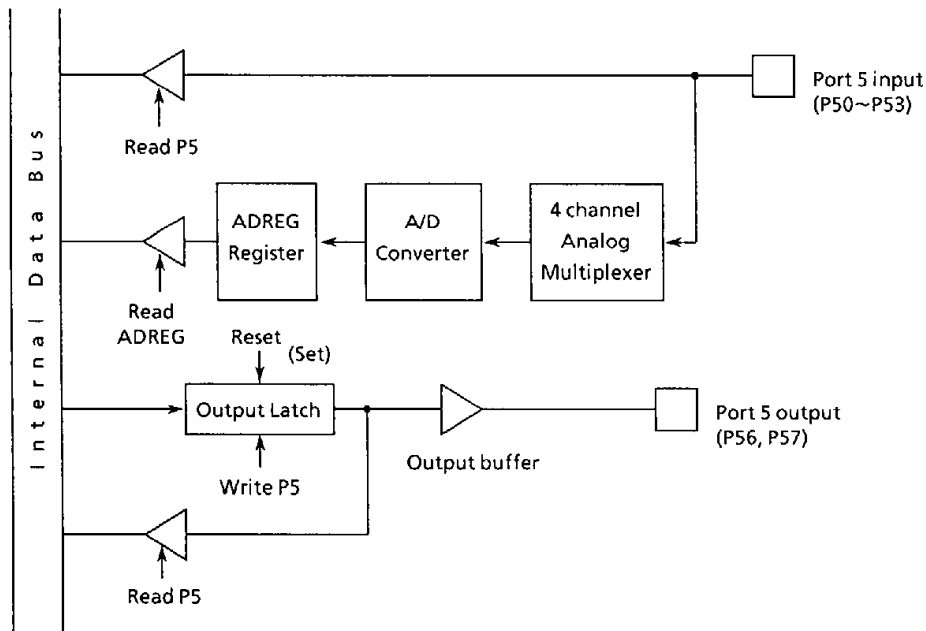 Internal Data Bus
Port 5 input
(P50~P53)
Read P5
ADREG
Register
A/D
Converter
4 channel
Analog
Multiplexer
Read
ADREG
Reset
(Set)
Output Latch
Port 5 output
(P56, P57)
Output buffer
Write P5
Read P5